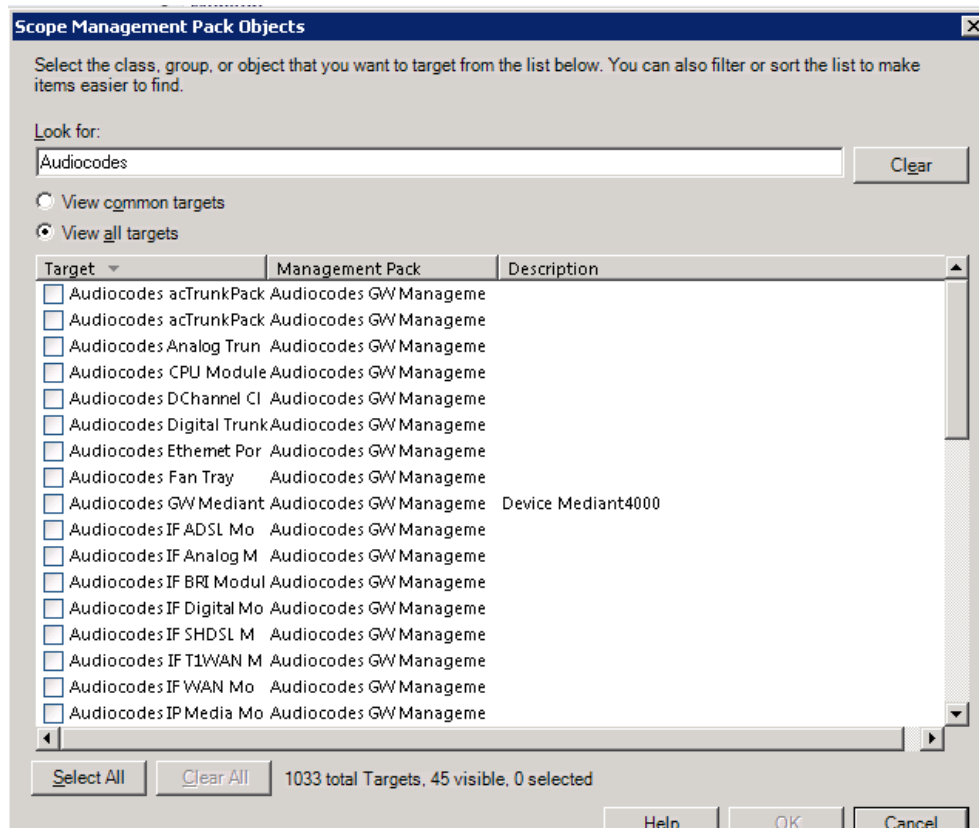 Scope Management Pack Objects
Select the class, group, or object that you want to target from the list below. You can also filter or sort the list to make
items easier to find.
Look for:
Audiocodes
Clear
View common targets
View all targets
Target Management Pack Description
Audiocodes acTrunkPack Audiocodes GW Manageme
Audiocodes acTrunkPack Audiocodes GW Manageme
Audiocodes Analog Trun Audiocodes GW Manageme
Audiocodes CPU Module Audiocodes GW Manageme
Audiocodes DChannel Cl Audiocodes GW Manageme
Audiocodes Digital Trunk Audiocodes GW Manageme
Audiocodes Ethernet Por Audiocodes GW Manageme
Audiocodes Fan Tray Audiocodes GW Manageme
Audiocodes GW Mediant Audiocodes GW Manageme Device Mediant4000
Audiocodes IF ADSL Mo Audiocodes GW Manageme
Audiocodes IF Analog M Audiocodes GW Manageme
Audiocodes IF BRI Modul Audiocodes GW Manageme
Audiocodes IF Digital Mo Audiocodes GW Manageme
Audiocodes IF SHDSL M Audiocodes GW Manageme
Audiocodes IF T1WAN M Audiocodes GW Manageme
Audiocodes IF WAN Mo Audiocodes GW Manageme
Audiocodes IP Media Mo Audiocodes GW Manageme
Select All Clear All 1033 total Targets, 45 visible, 0 selected
Help OK Cancel